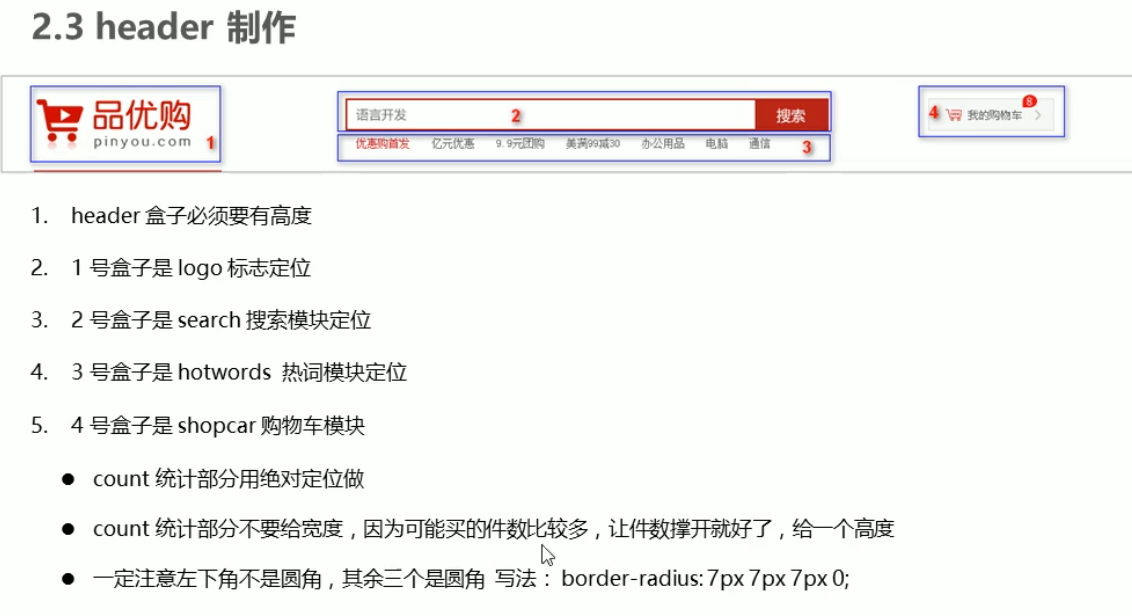 2.3 header 制作
品优购
pinyou.com
1
语言开发
2
搜索
优惠购首发 亿元优惠 9.9元团购 美满99减30 办公用品 电脑 通信
3
4
我的购物车
8
1. header 盒子必须要有高度
2. 1 号盒子是 logo 标志定位
3. 2 号盒子是 search 搜索模块定位
4. 3 号盒子是 hotwords 热词模块定位
5. 4 号盒子是 shopcar 购物车模块
● count 统计部分用绝对定位做
● count 统计部分不要给宽度，因为可能买的件数比较多，让件数撑开就好了，给一个高度
● 一定注意左下角不是圆角，其余三个是圆角 写法： border-radius: 7px 7px 7px 0;